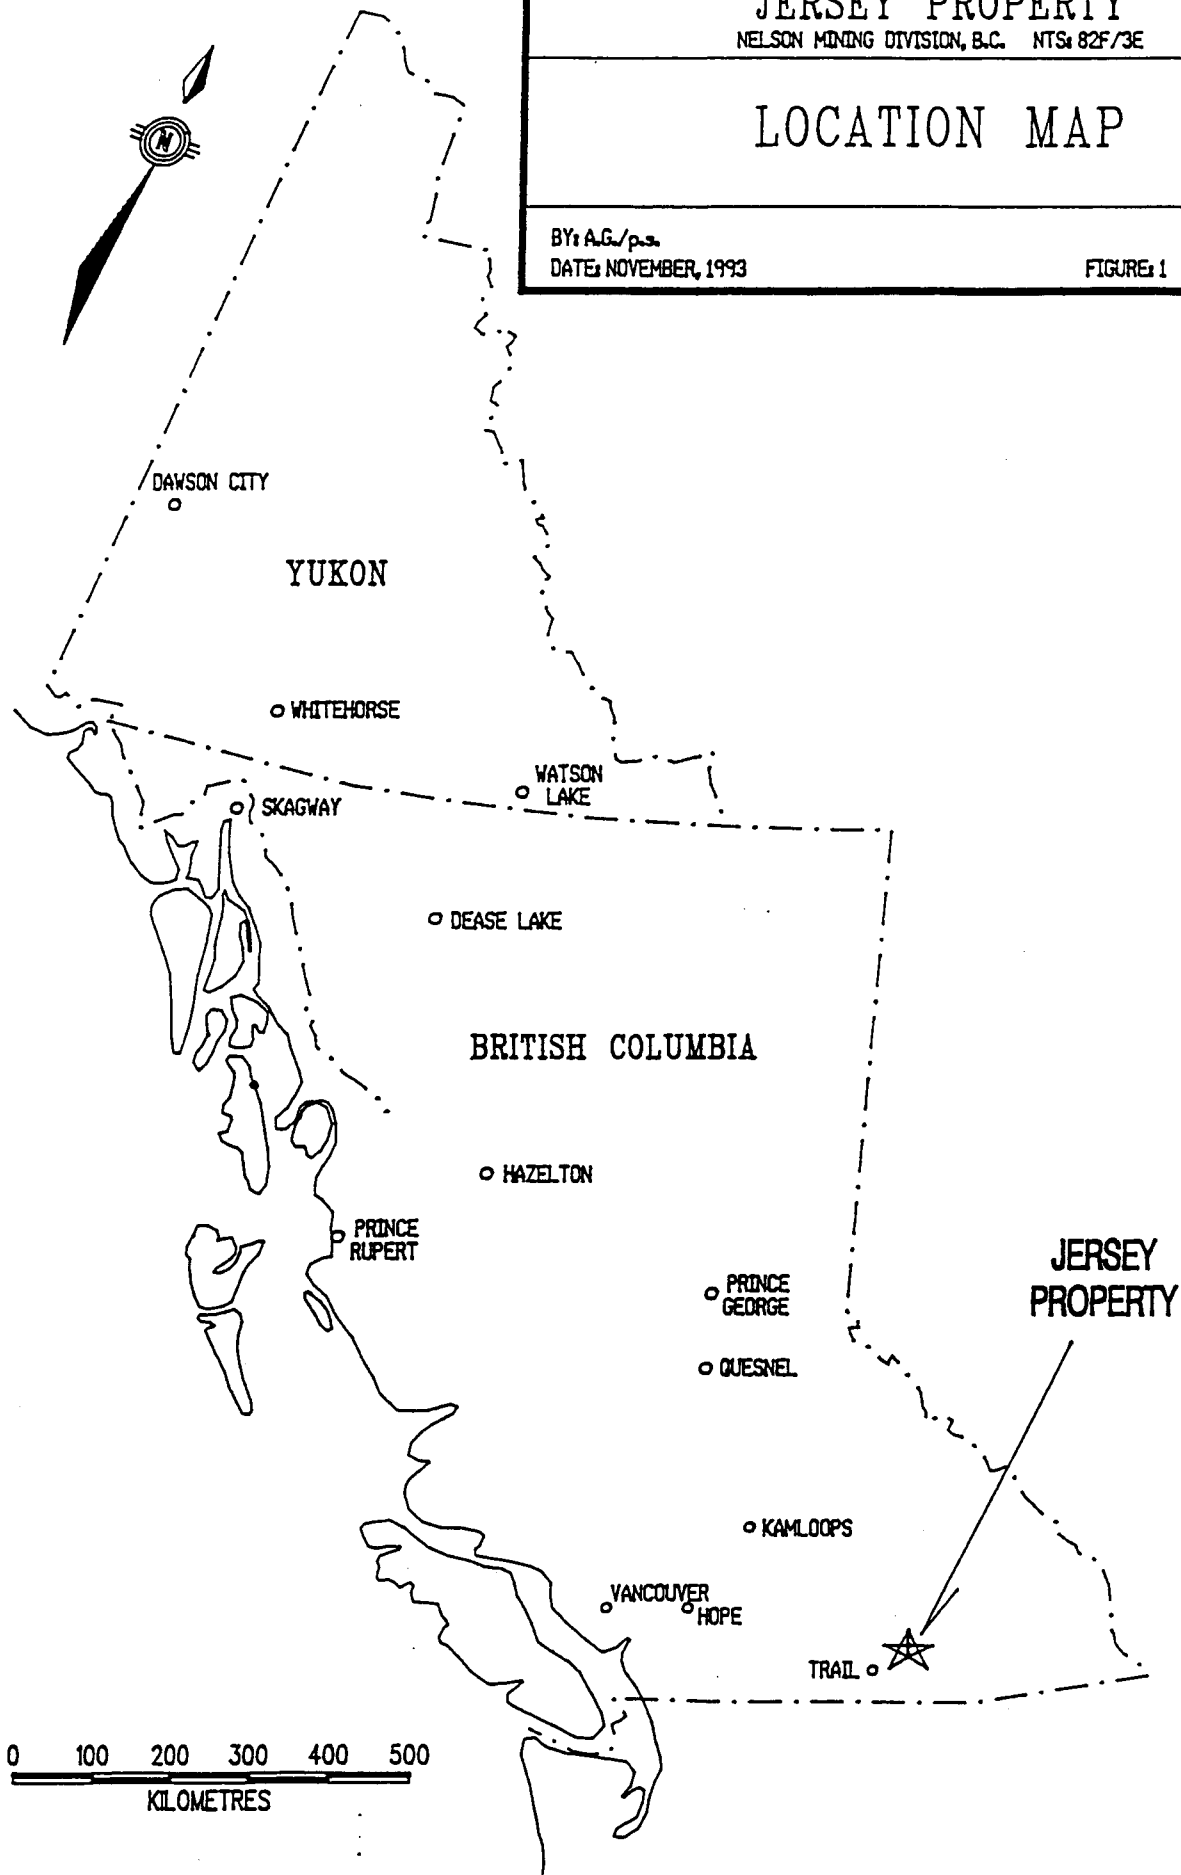 JERSEY PROPERTY
NELSON MINING DIVISION, B.C. NTS: 82F/3E
LOCATION MAP
BY: A.G./p.s.
DATE: NOVEMBER, 1993
FIGURE: 1
N
DAWSON CITY
YUKON
WHITEHORSE
WATSON
LAKE
SKAGWAY
DEASE LAKE
BRITISH COLUMBIA
HAZELTON
PRINCE
RUPERT
JERSEY
PROPERTY
PRINCE
GEORGE
QUESNEL
KAMLOOPS
VANCOUVER
HOPE
TRAIL
0 100 200 300 400 500
KILOMETRES